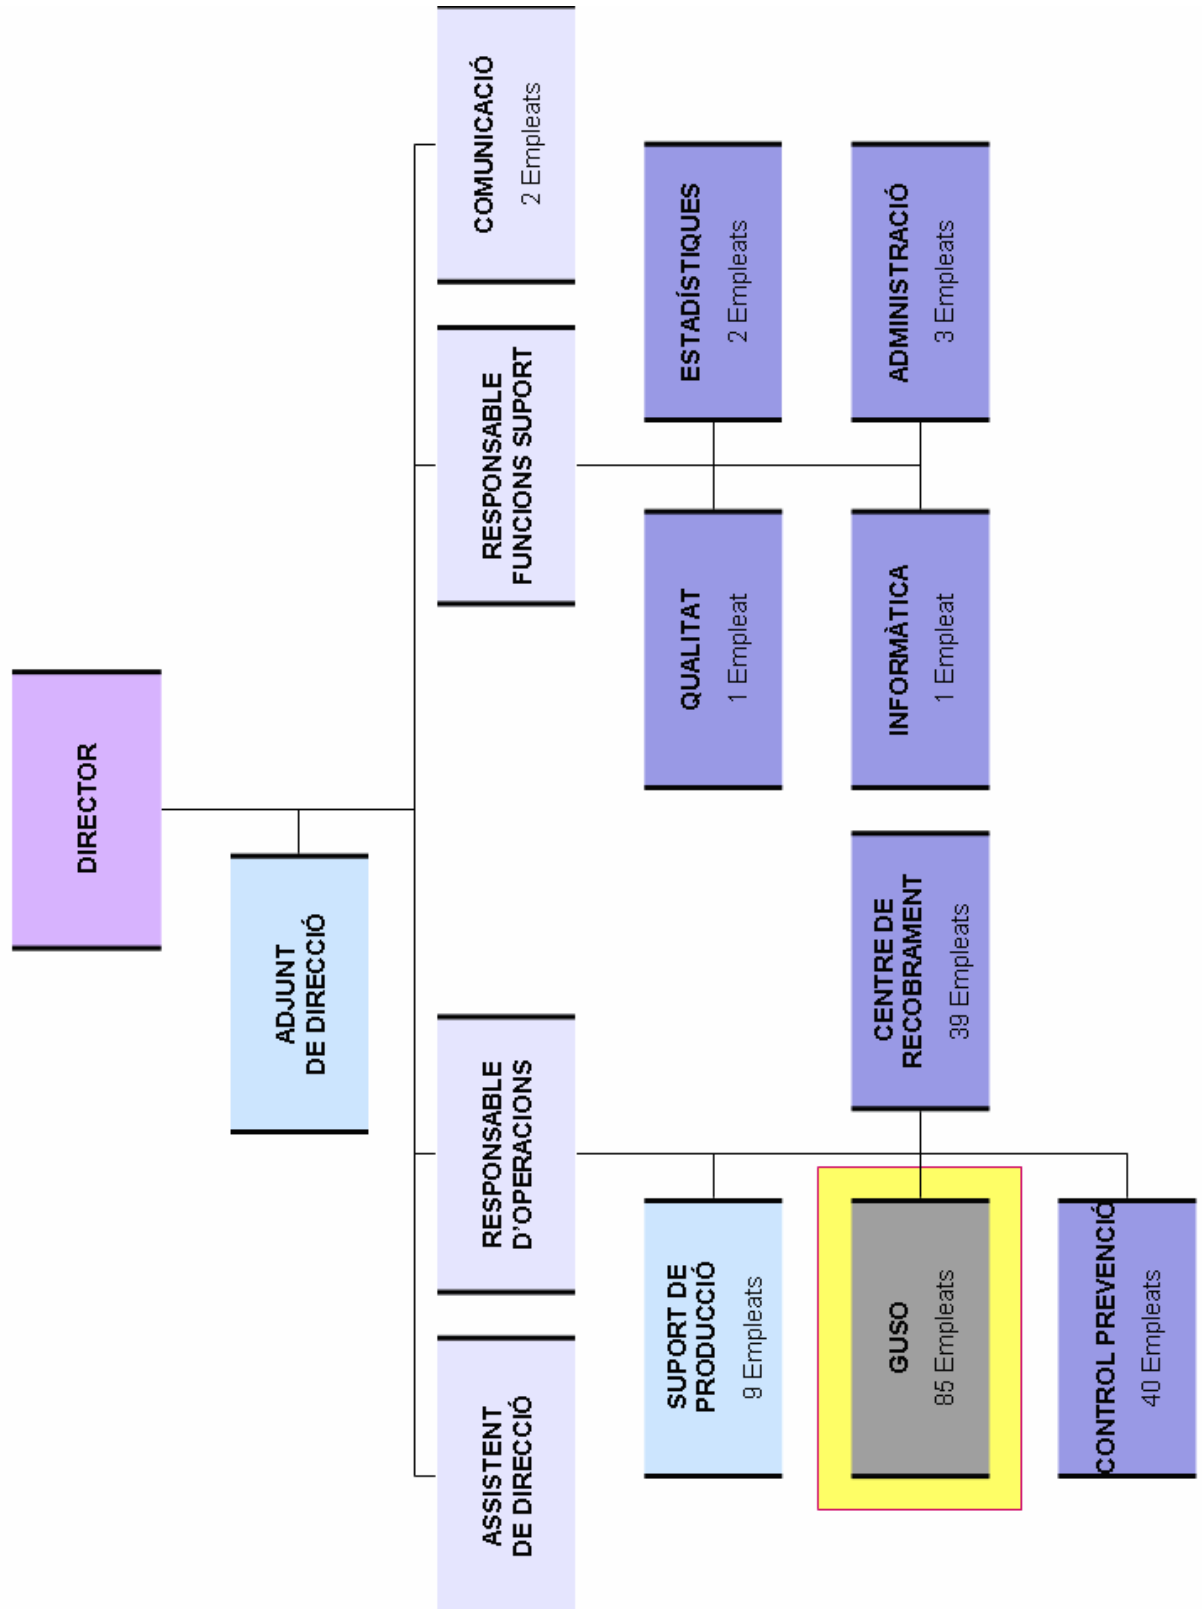 DIRECTOR
ADJUNT
DE DIRECCIÓ
ASSISTENT
DE DIRECCIÓ
RESPONSABLE
D'OPERACIONS
RESPONSABLE
FUNCIONS SUPORT
COMUNICACIÓ
2 Empleats
SUPORT DE
PRODUCCIÓ
9 Empleats
QUALITAT
1 Empleat
ESTADÍSTIQUES
2 Empleats
GUSO
85 Empleats
CENTRE DE
RECOBRAMENT
39 Empleats
INFORMÀTICA
1 Empleat
ADMINISTRACIÓ
3 Empleats
CONTROL PREVENCIÓ
40 Empleats